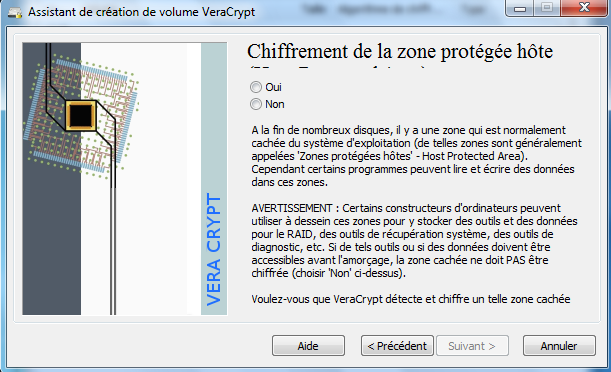 Assistant de création de volume VeraCrypt
Chiffrement de la zone protégée hôte
Oui
Non
A la fin de nombreux disques, il y a une zone qui est normalement
cachée du système d'exploitation (de telles zones sont généralement
appelées 'Zones protégées hôtes' - Host Protected Area).
Cependant certains programmes peuvent lire et écrire des données
dans ces zones.
AVERTISSEMENT : Certains constructeurs d'ordinateurs peuvent
utiliser à dessein ces zones pour y stocker des outils et des données
pour le RAID, des outils de récupération système, des outils de
diagnostic, etc. Si de tels outils ou si des données doivent être
accessibles avant l'amorçage, la zone cachée ne doit PAS être
chiffrée (choisir 'Non' ci-dessus).
Voulez-vous que VeraCrypt détecte et chiffre un telle zone cachée
VERA CRYPT
Aide
< Précédent
Suivant >
Annuler